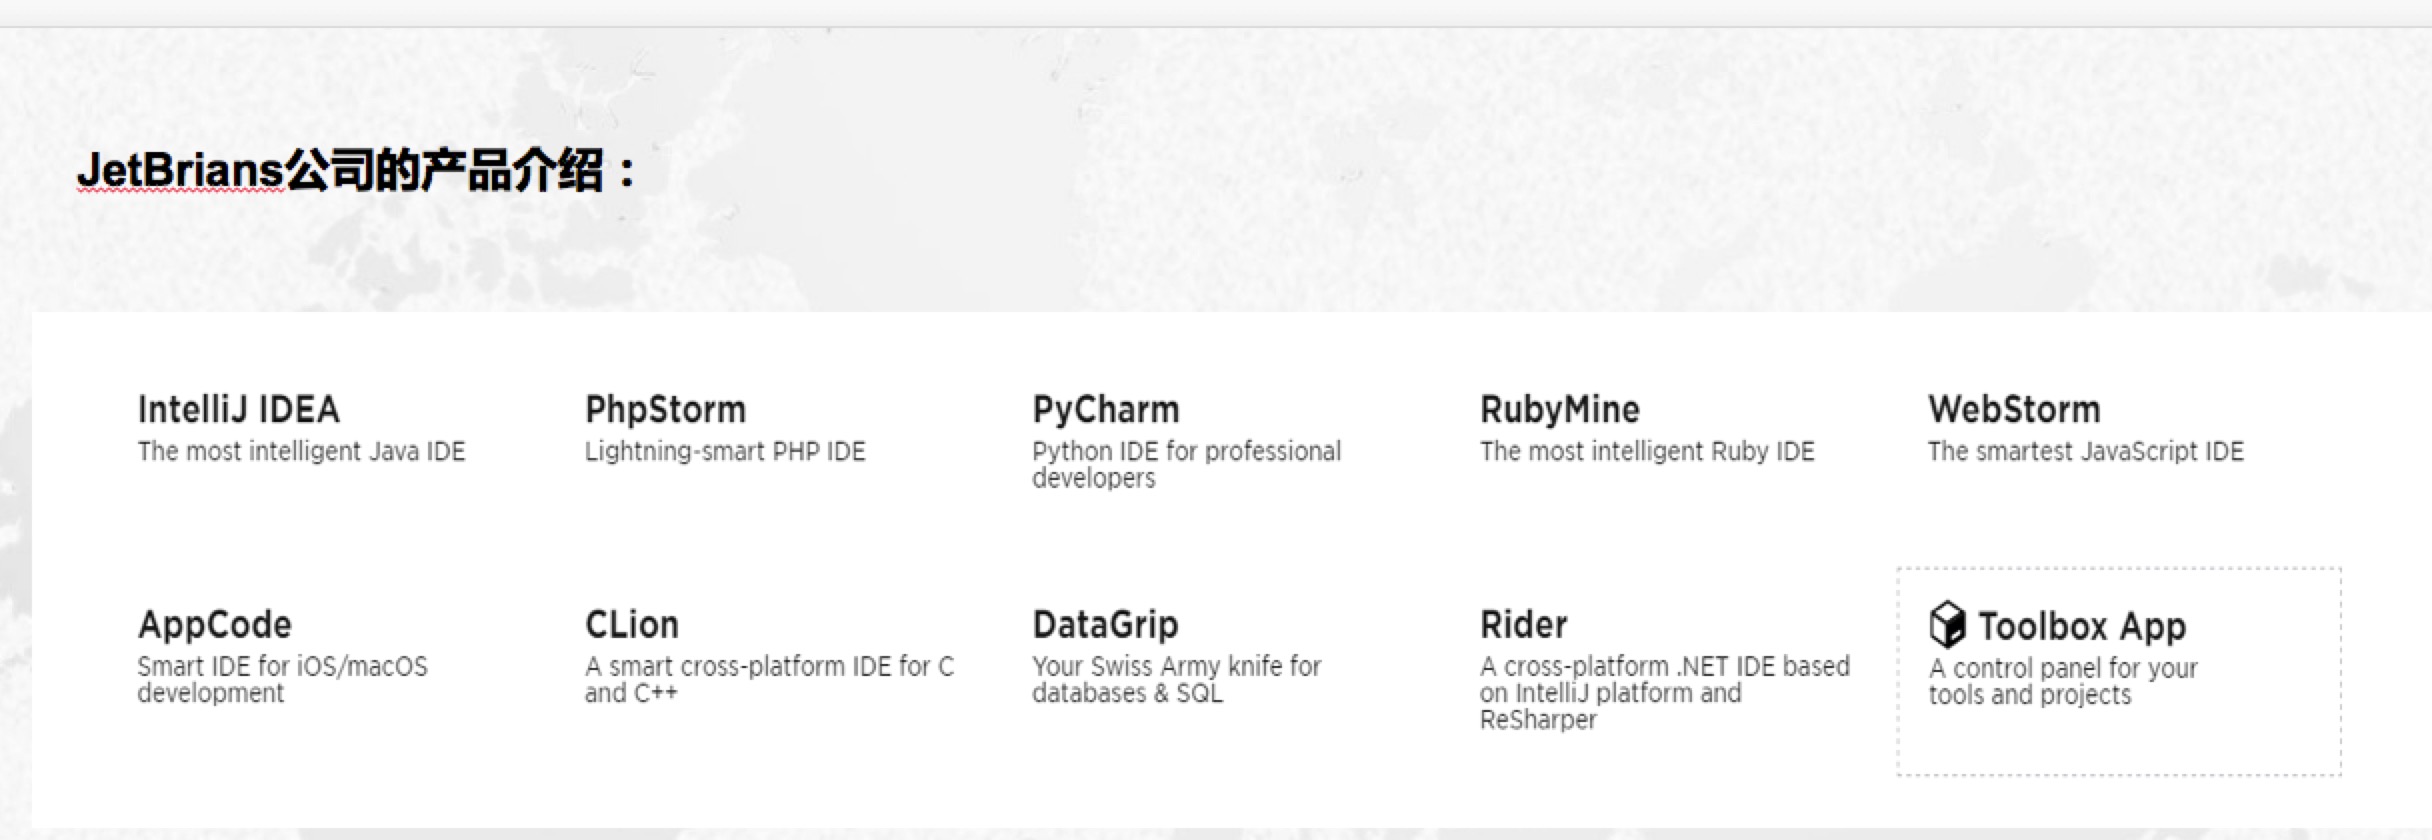 JetBrians公司的产品介绍：
IntelliJ IDEA
The most intelligent Java IDE
PhpStorm
Lightning-smart PHP IDE
PyCharm
Python IDE for professional
developers
RubyMine
The most intelligent Ruby IDE
WebStorm
The smartest JavaScript IDE
AppCode
Smart IDE for iOS/macOS
development
CLion
A smart cross-platform IDE for C
and C++
DataGrip
Your Swiss Army knife for
databases & SQL
Rider
A cross-platform .NET IDE based
on IntelliJ platform and
ReSharper
Toolbox App
A control panel for your
tools and projects